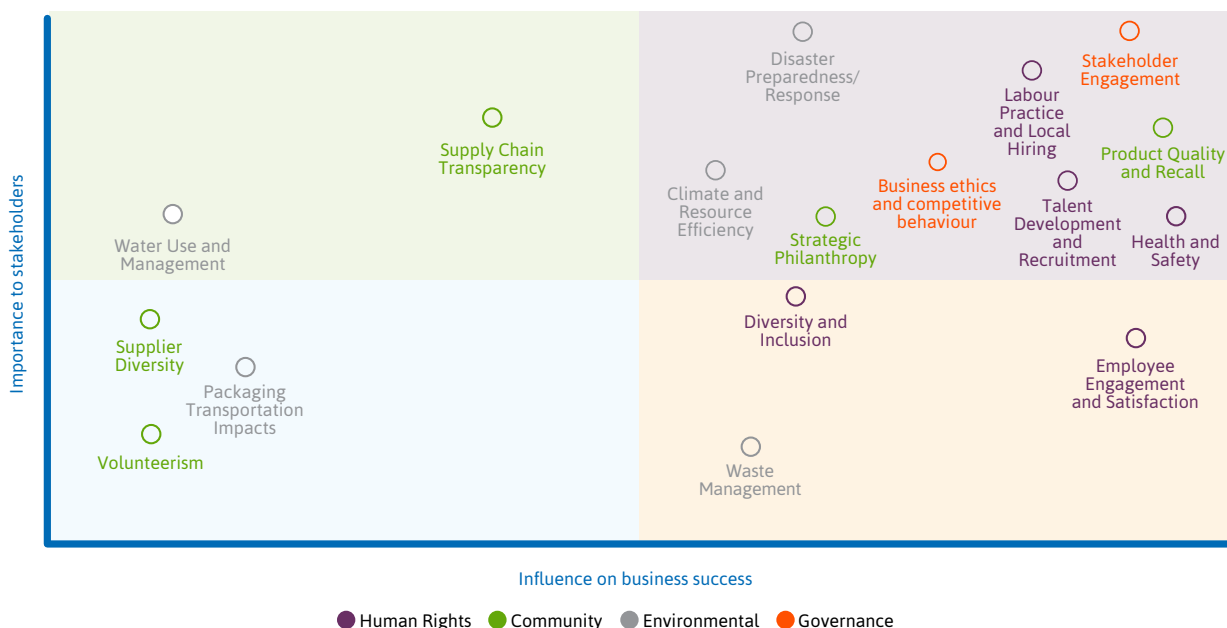 Importance to stakeholders
Disaster
Preparedness/
Response
Stakeholder
Engagement
Labour
Practice
and Local
Hiring
Supply Chain
Transparency
Product Quality
and Recall
Climate and
Resource
Efficiency
Business ethics
and competitive
behaviour
Strategic
Philanthropy
Talent
Development
and
Recruitment
Health and
Safety
Water Use and
Management
Supplier
Diversity
Diversity and
Inclusion
Packaging
Transportation
Impacts
Employee
Engagement
and Satisfaction
Volunteerism
Waste
Management
Influence on business success
Human Rights
Community
Environmental
Governance